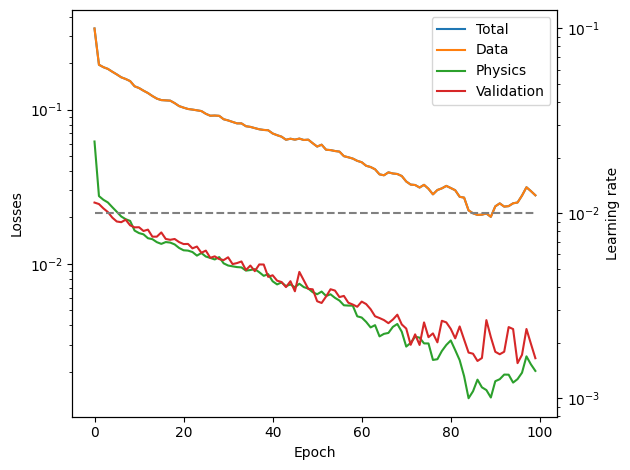 Total
Data
Physics
Validation
10⁻¹
10⁻²
Losses
10⁻¹
10⁻²
10⁻³
Learning rate
0
20
40
60
80
100
Epoch